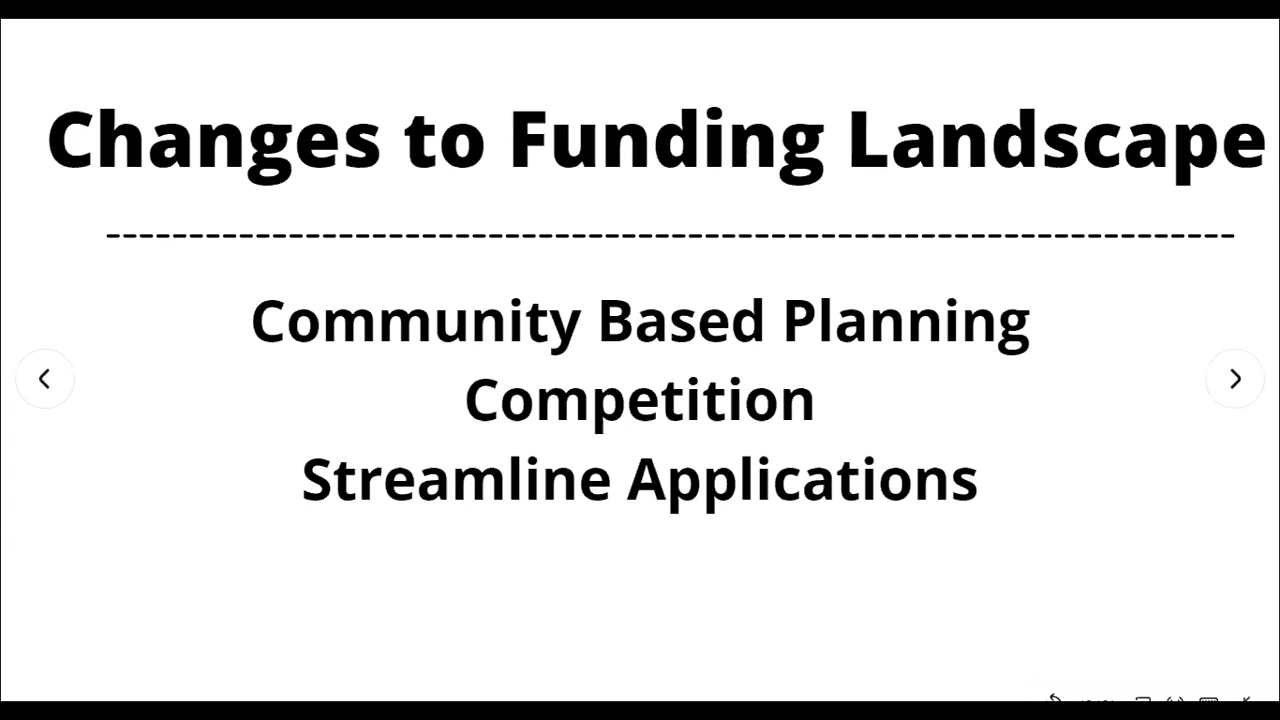 Changes to Funding Landscape
Community Based Planning
Competition
Streamline Applications